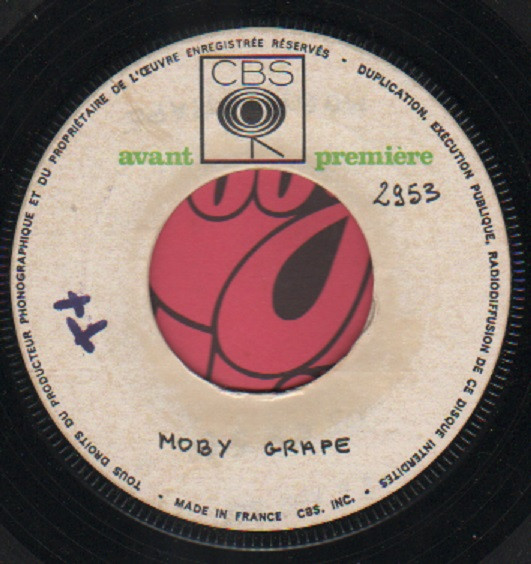 TOUS DROITS DU PRODUCTEUR PHONOGRAPHIQUE ET DU PROPRIÉTAIRE DE L'ŒUVRE ENREGISTRÉE RÉSERVÉS • DUPLICATION, EXÉCUTION PUBLIQUE, RADIODIFFUSION DE CE DISQUE INTERDITES
CBS
avant première
2953
MOBY GRAPE
• MADE IN FRANCE CBS. INC. •